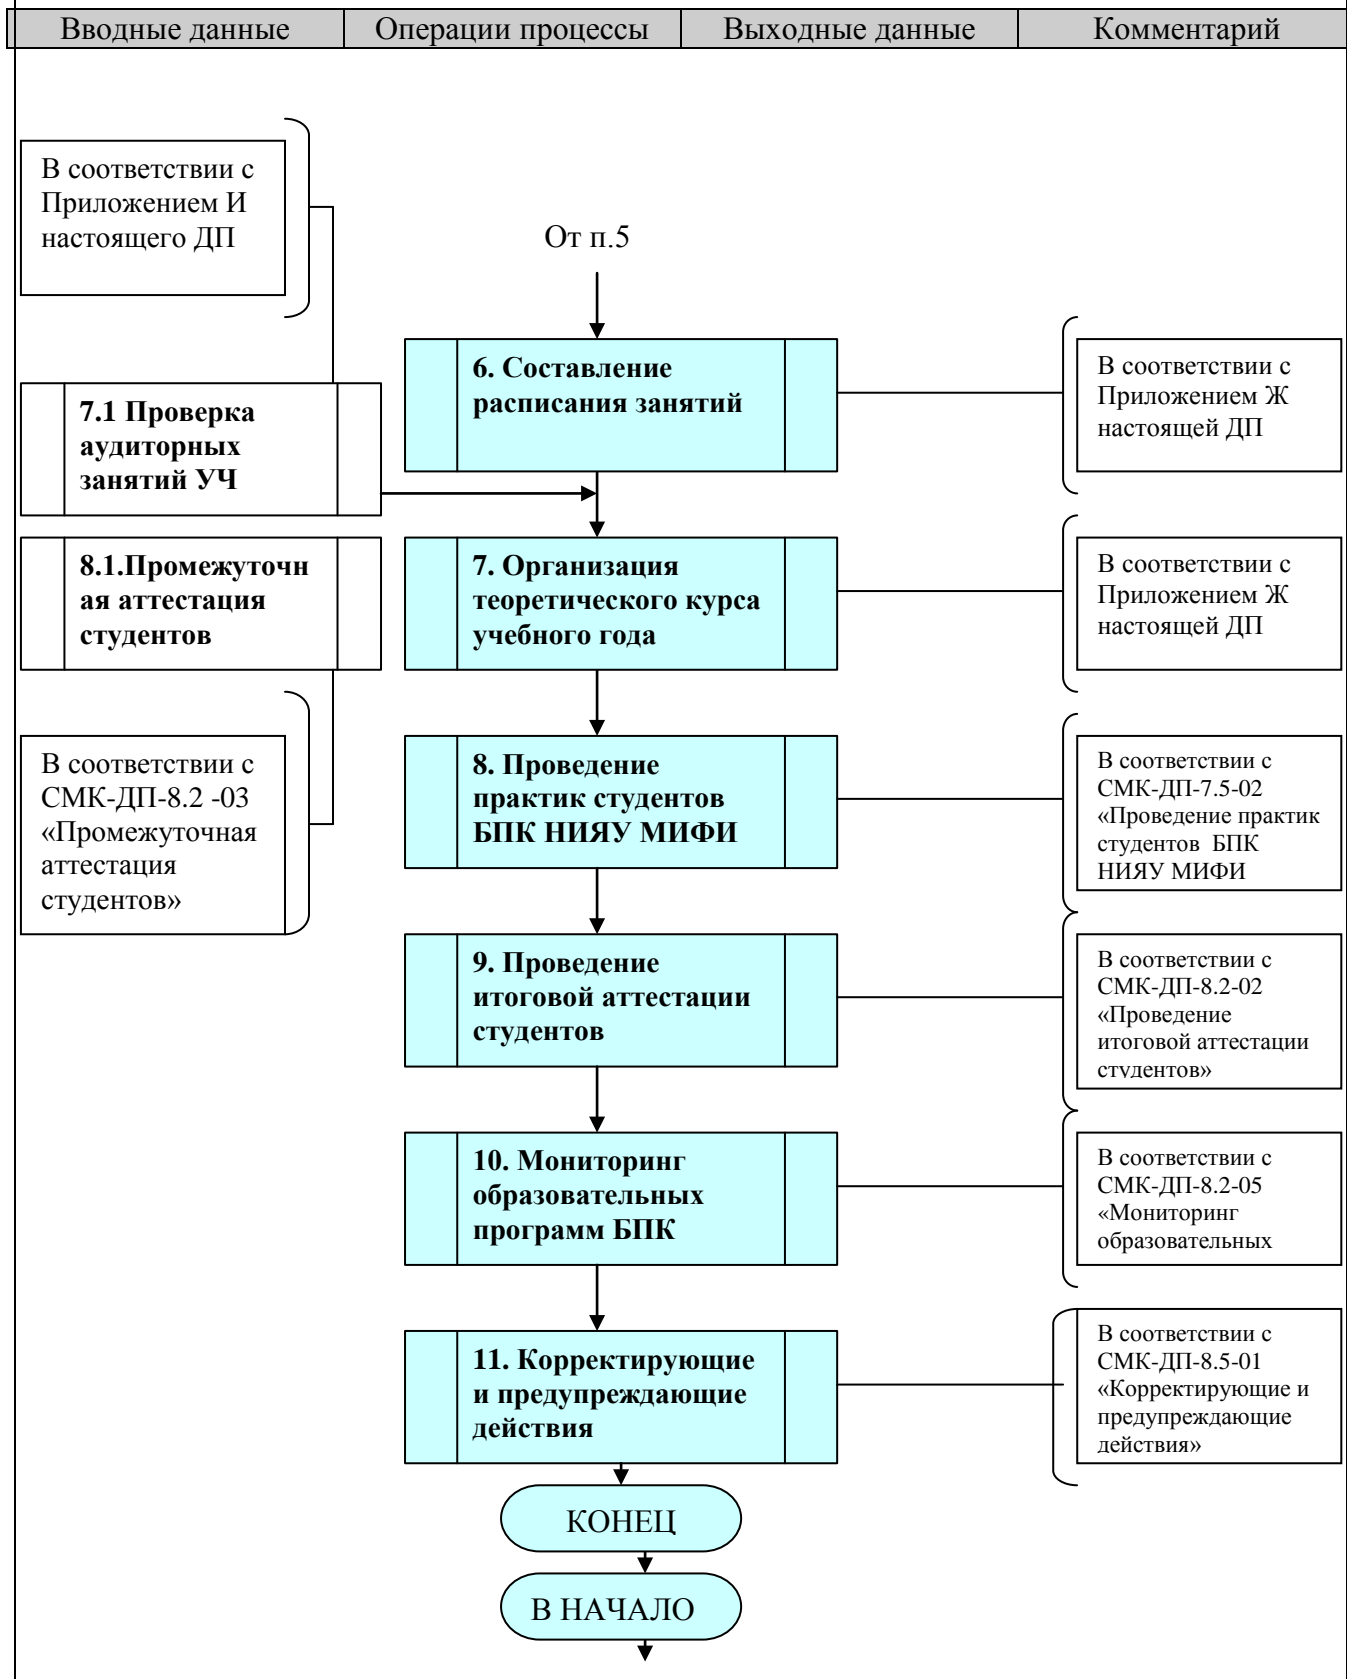 Вводные данные
Операции процессы
Выходные данные
Комментарий
В соответствии с
Приложением И
настоящего ДП
От п.5
6. Составление
расписания занятий
В соответствии с
Приложением Ж
настоящей ДП
7.1 Проверка
аудиторных
занятий УЧ
8.1.Промежуточн
ая аттестация
студентов
7. Организация
теоретического курса
учебного года
В соответствии с
Приложением Ж
настоящей ДП
В соответствии с
СМК-ДП-8.2 -03
«Промежуточная
аттестация
студентов»
8. Проведение
практик студентов
БПК НИЯУ МИФИ
В соответствии с
СМК-ДП-7.5-02
«Проведение практик
студентов БПК
НИЯУ МИФИ
9. Проведение
итоговой аттестации
студентов
В соответствии с
СМК-ДП-8.2-02
«Проведение
итоговой аттестации
студентов»
10. Мониторинг
образовательных
программ БПК
В соответствии с
СМК-ДП-8.2-05
«Мониторинг
образовательных
11. Корректирующие
и предупреждающие
действия
В соответствии с
СМК-ДП-8.5-01
«Корректирующие и
предупреждающие
действия»
КОНЕЦ
В НАЧАЛО